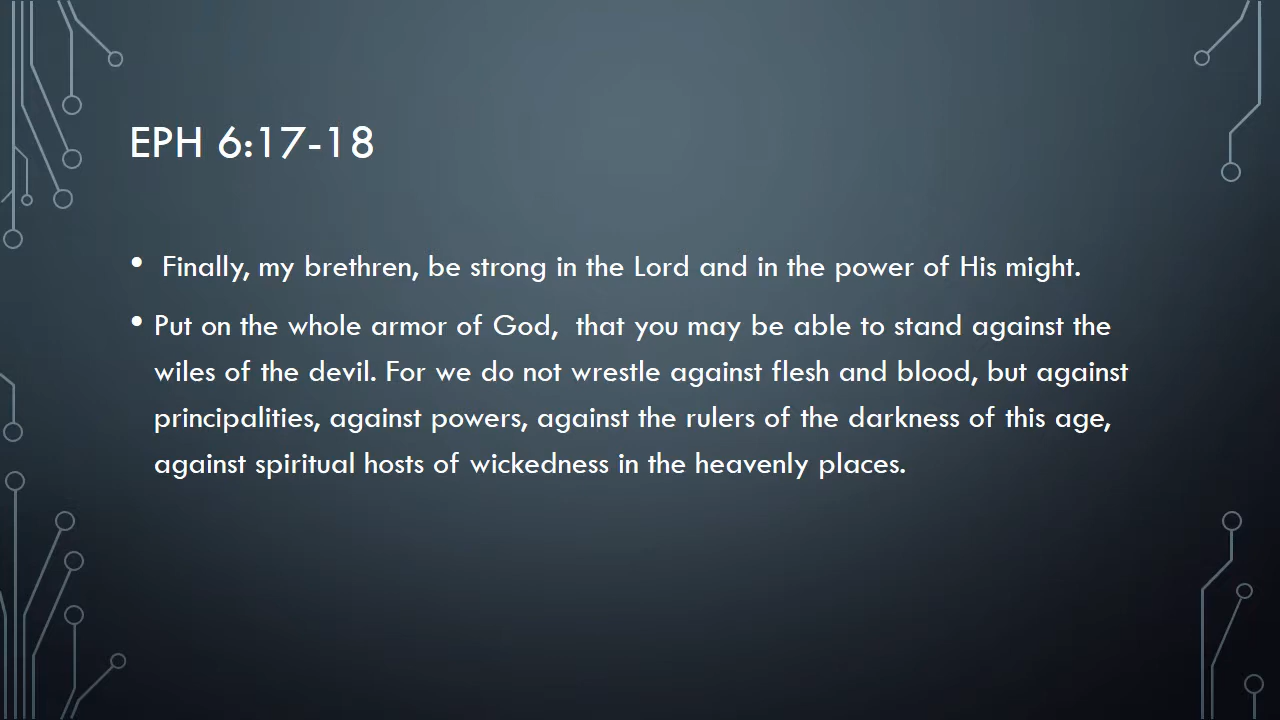 EPH 6:17-18
• Finally, my brethren, be strong in the Lord and in the power of His might.
• Put on the whole armor of God,  that you may be able to stand against the
wiles of the devil. For we do not wrestle against flesh and blood, but against
principalities, against powers, against the rulers of the darkness of this age,
against spiritual hosts of wickedness in the heavenly places.